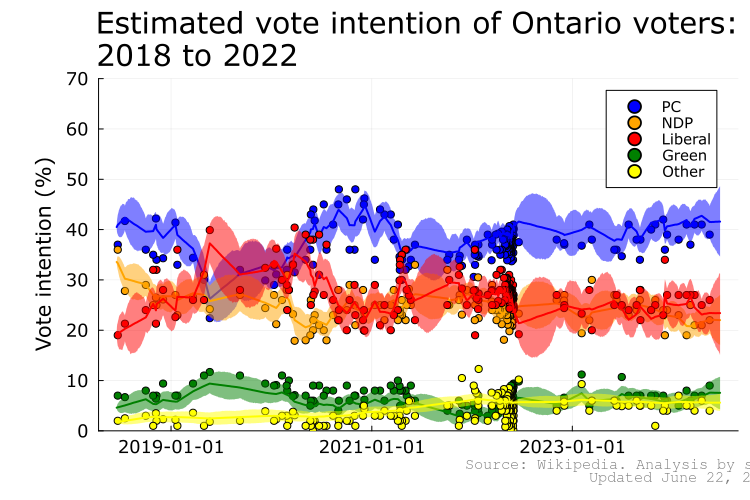 Estimated vote intention of Ontario voters:
2018 to 2022
Vote intention (%)
70
60
50
40
30
20
10
0
PC
NDP
Liberal
Green
Other
2019-01-01
2021-01-01
2023-01-01
Source: Wikipedia. Analysis by s
Updated June 22, 2